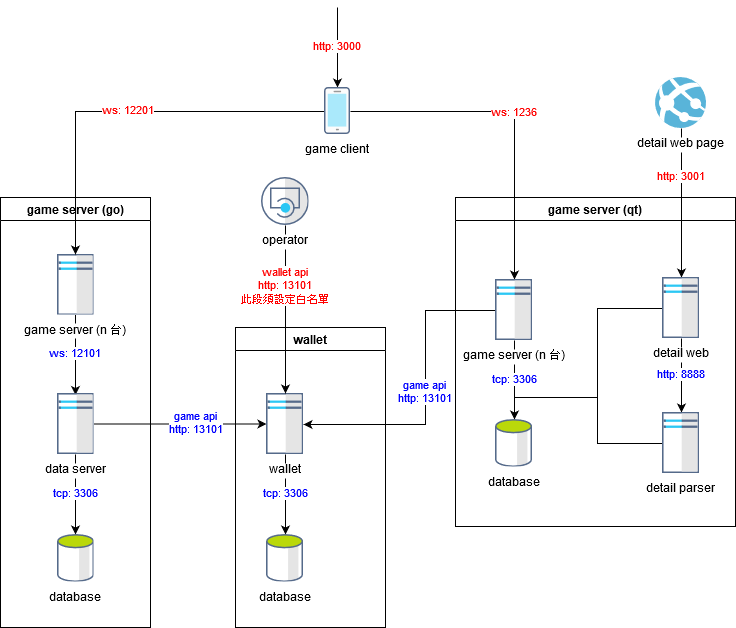 http: 3000
ws: 12201
ws: 1236
game client
detail web page
http: 3001
game server (go)
operator
game server (qt)
wallet api
http: 13101
此段須設定白名單
game server (n 台)
ws: 12101
wallet
game server (n 台)
tcp: 3306
detail web
http: 8888
game api
http: 13101
game api
http: 13101
data server
tcp: 3306
wallet
tcp: 3306
database
detail parser
database
database